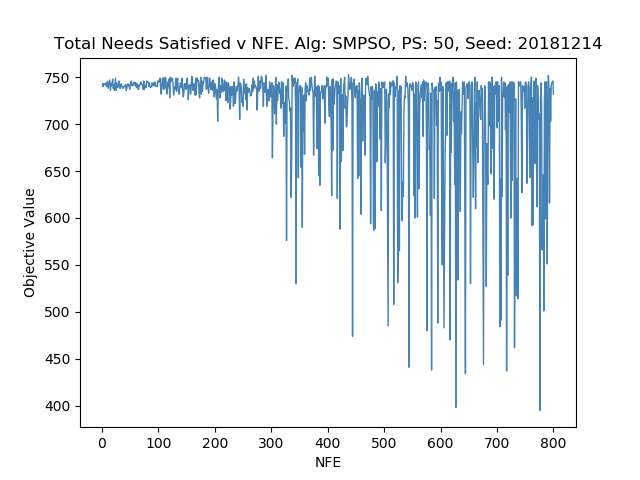 Total Needs Satisfied v NFE. Alg: SMPSO, PS: 50, Seed: 20181214
750
700
650
600
550
500
450
400
Objective Value
0 100 200 300 400 500 600 700 800
NFE